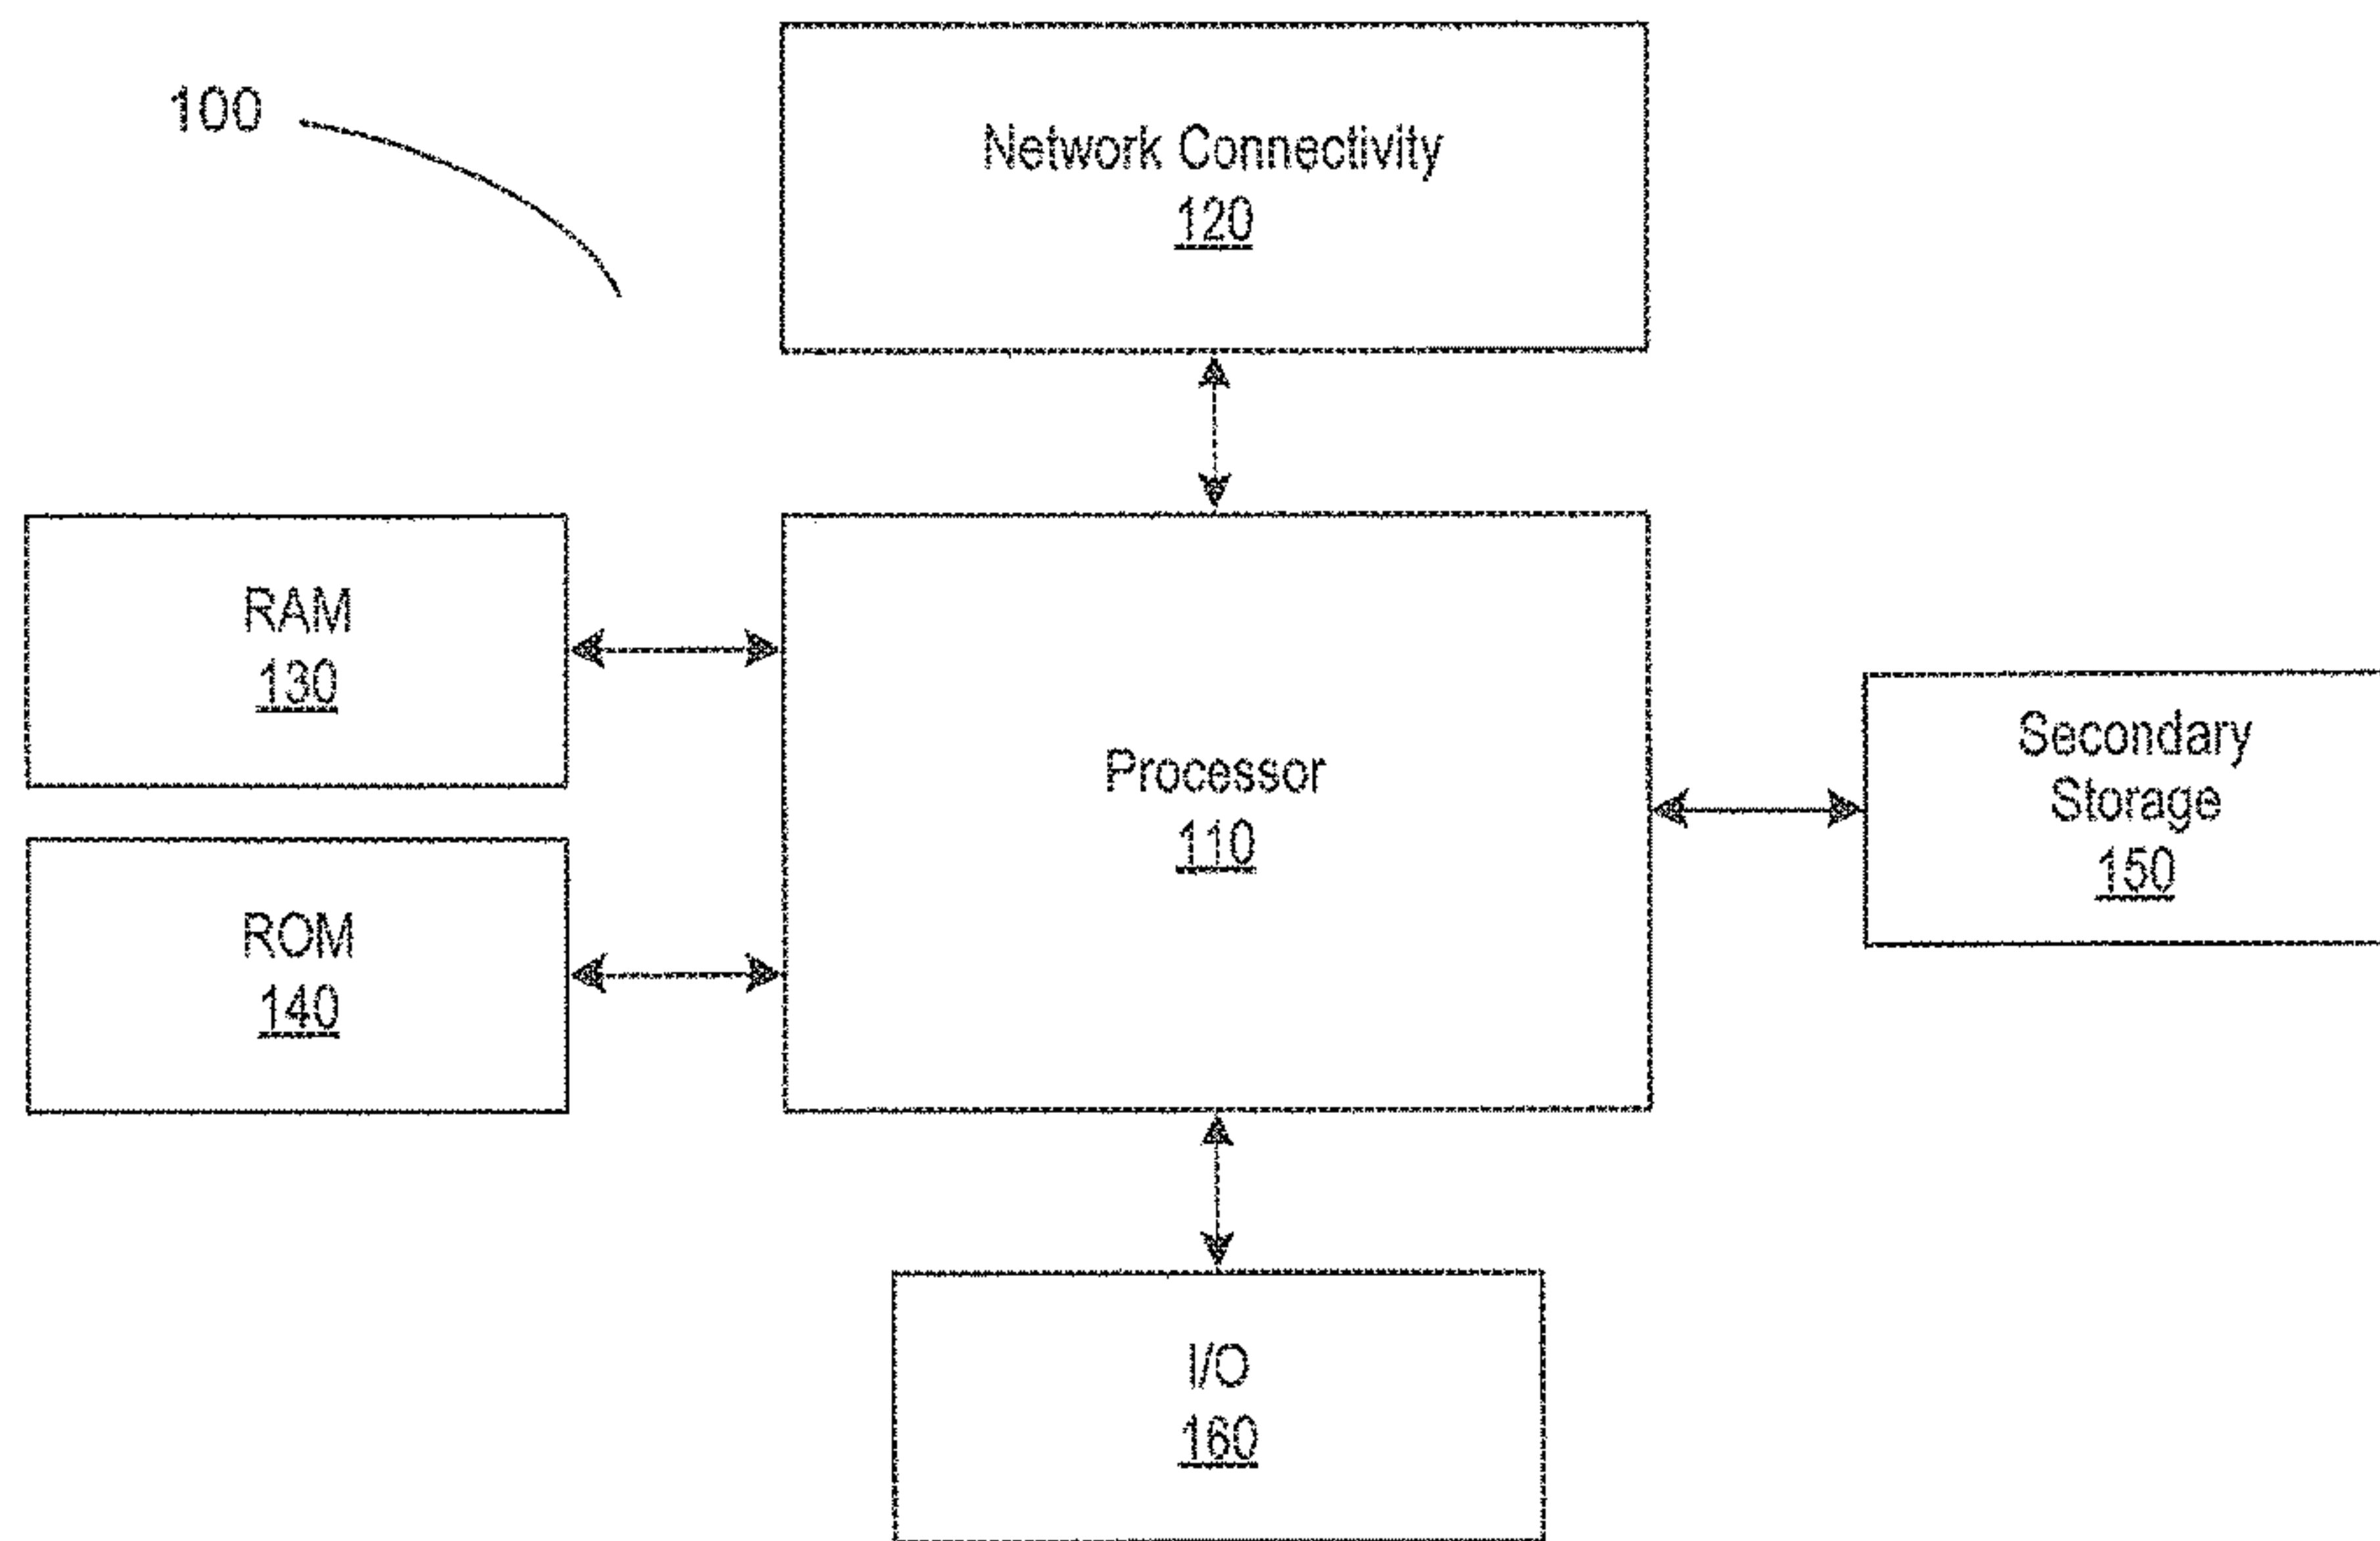 100
Network Connectivity
120
RAM
130
Processor
110
Secondary
Storage
150
ROM
140
I/O
160